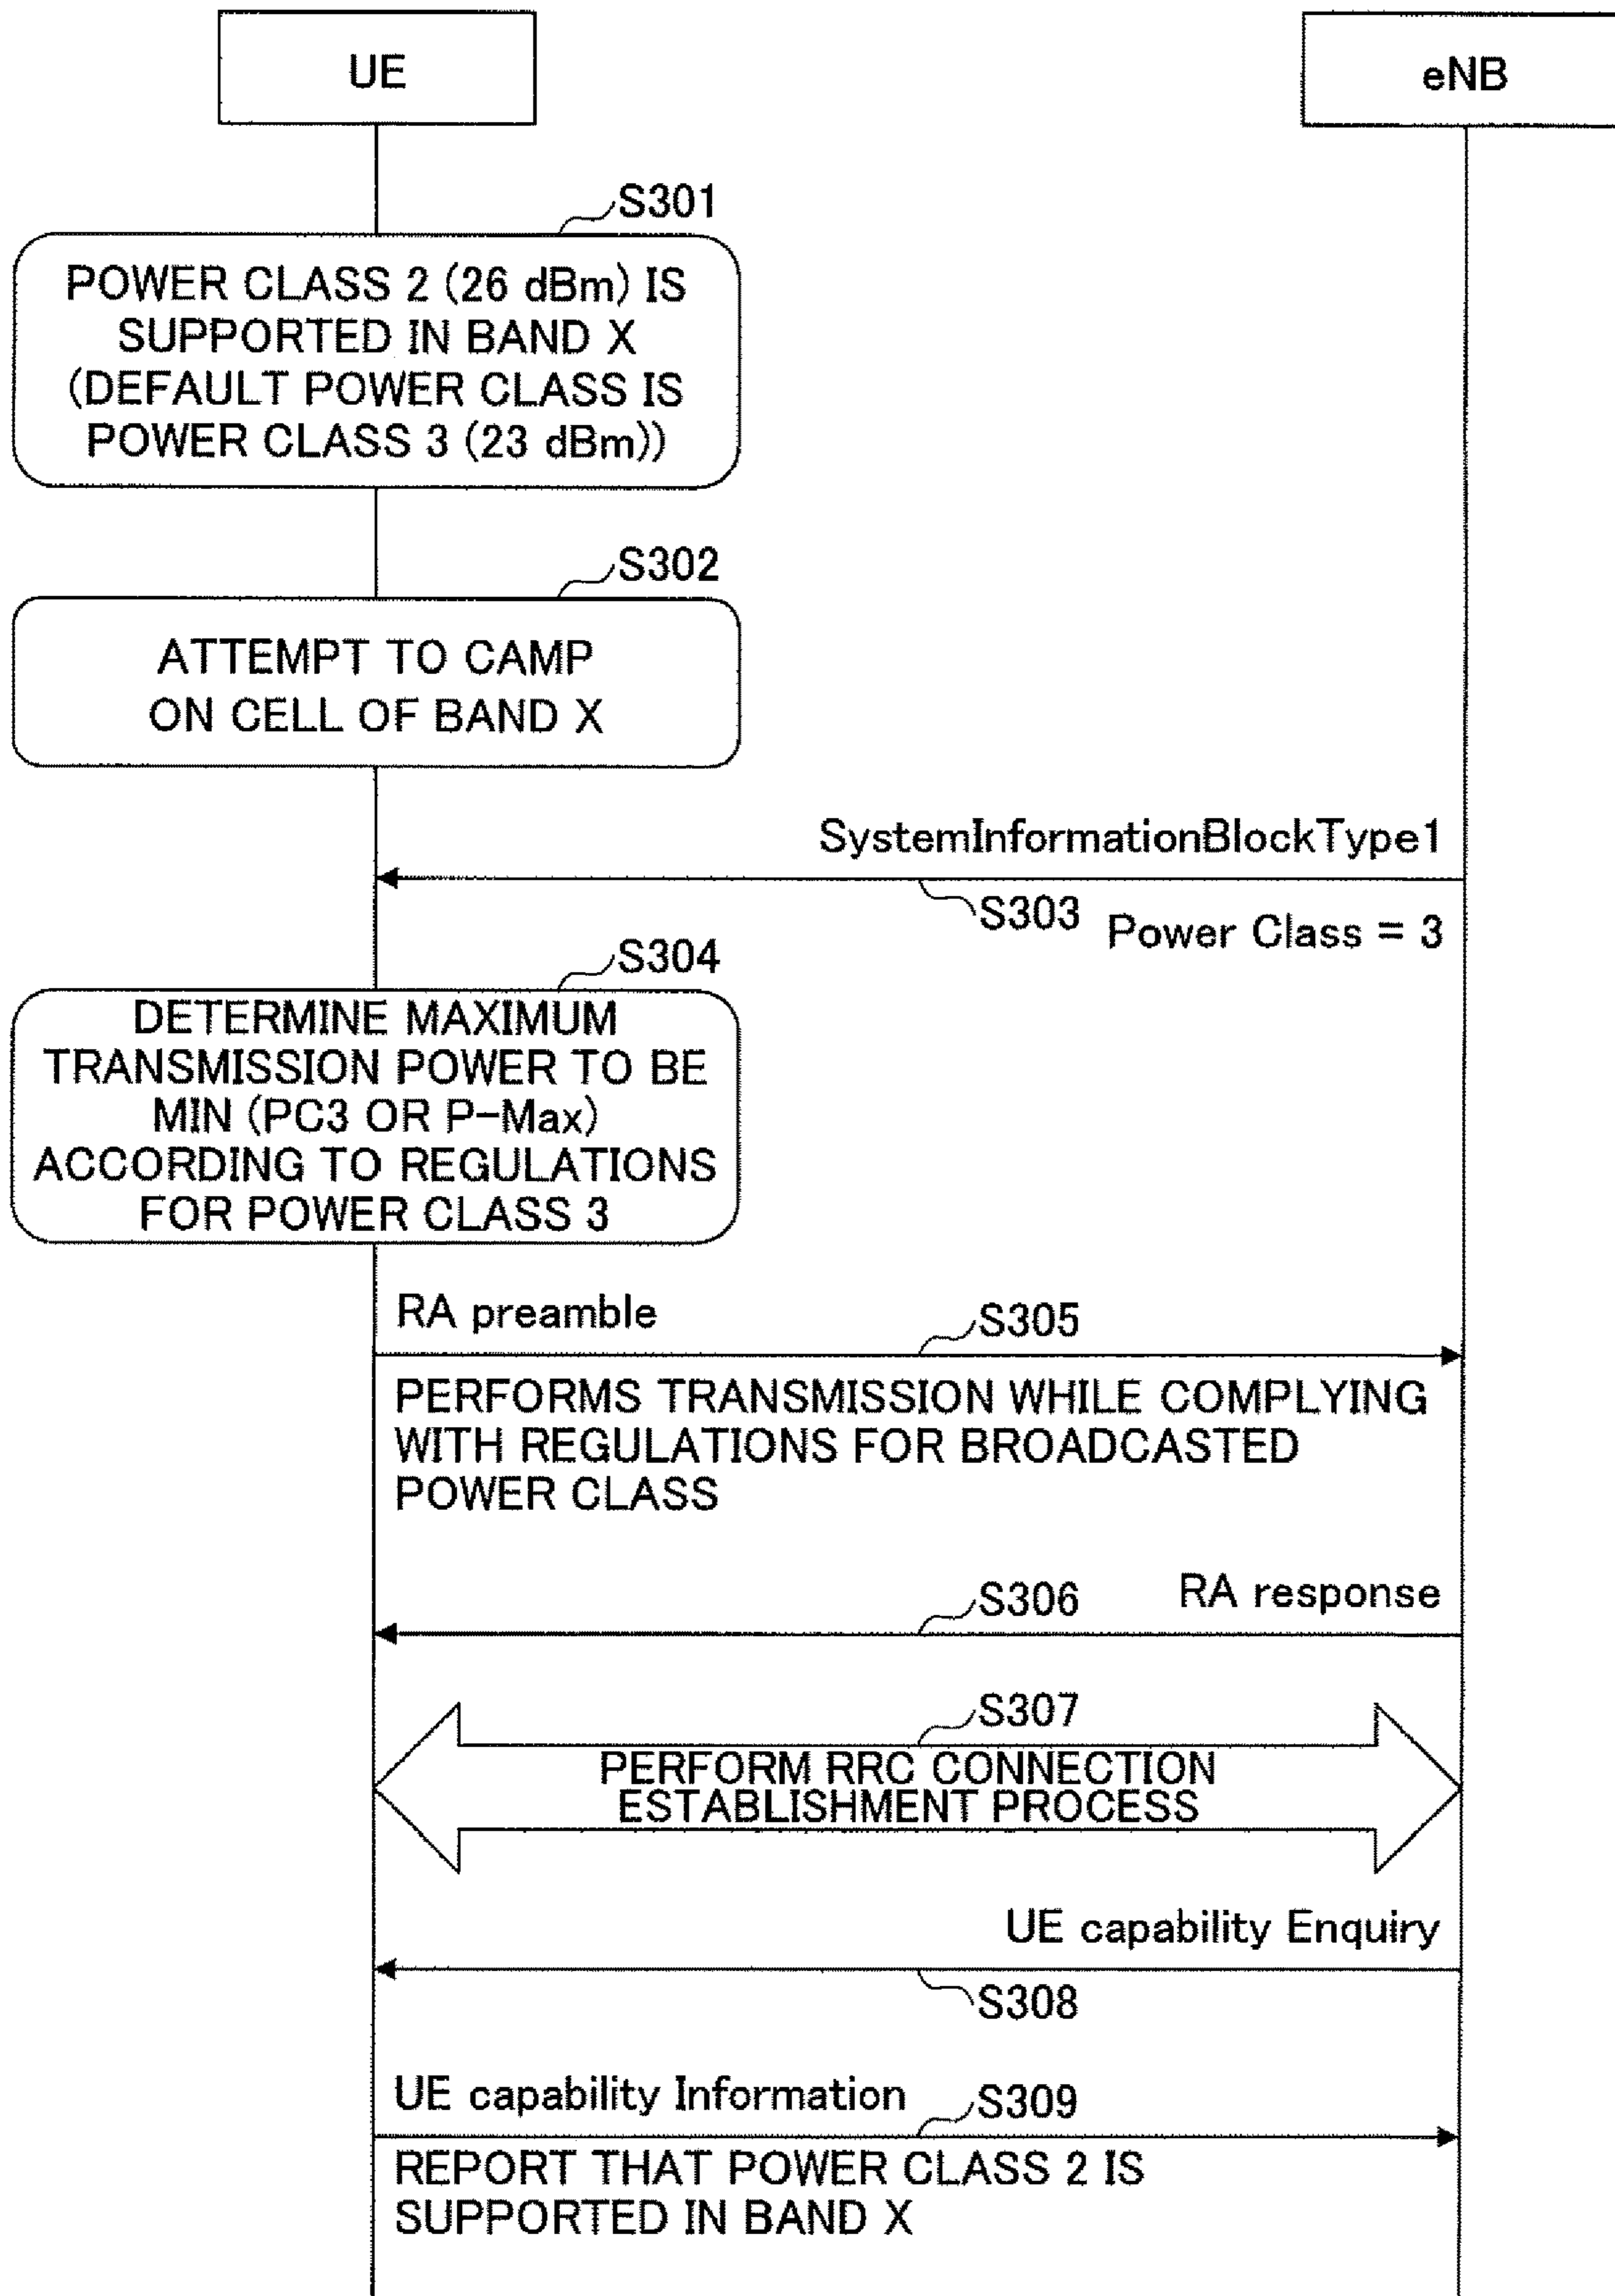 UE
eNB
S301
POWER CLASS 2 (26 dBm) IS
SUPPORTED IN BAND X
(DEFAULT POWER CLASS IS
POWER CLASS 3 (23 dBm))
S302
ATTEMPT TO CAMP
ON CELL OF BAND X
SystemInformationBlockType1
S303
Power Class = 3
S304
DETERMINE MAXIMUM
TRANSMISSION POWER TO BE
MIN (PC3 OR P-Max)
ACCORDING TO REGULATIONS
FOR POWER CLASS 3
RA preamble
S305
PERFORMS TRANSMISSION WHILE COMPLYING
WITH REGULATIONS FOR BROADCASTED
POWER CLASS
S306
RA response
S307
PERFORM RRC CONNECTION
ESTABLISHMENT PROCESS
UE capability Enquiry
S308
UE capability Information
S309
REPORT THAT POWER CLASS 2 IS
SUPPORTED IN BAND X